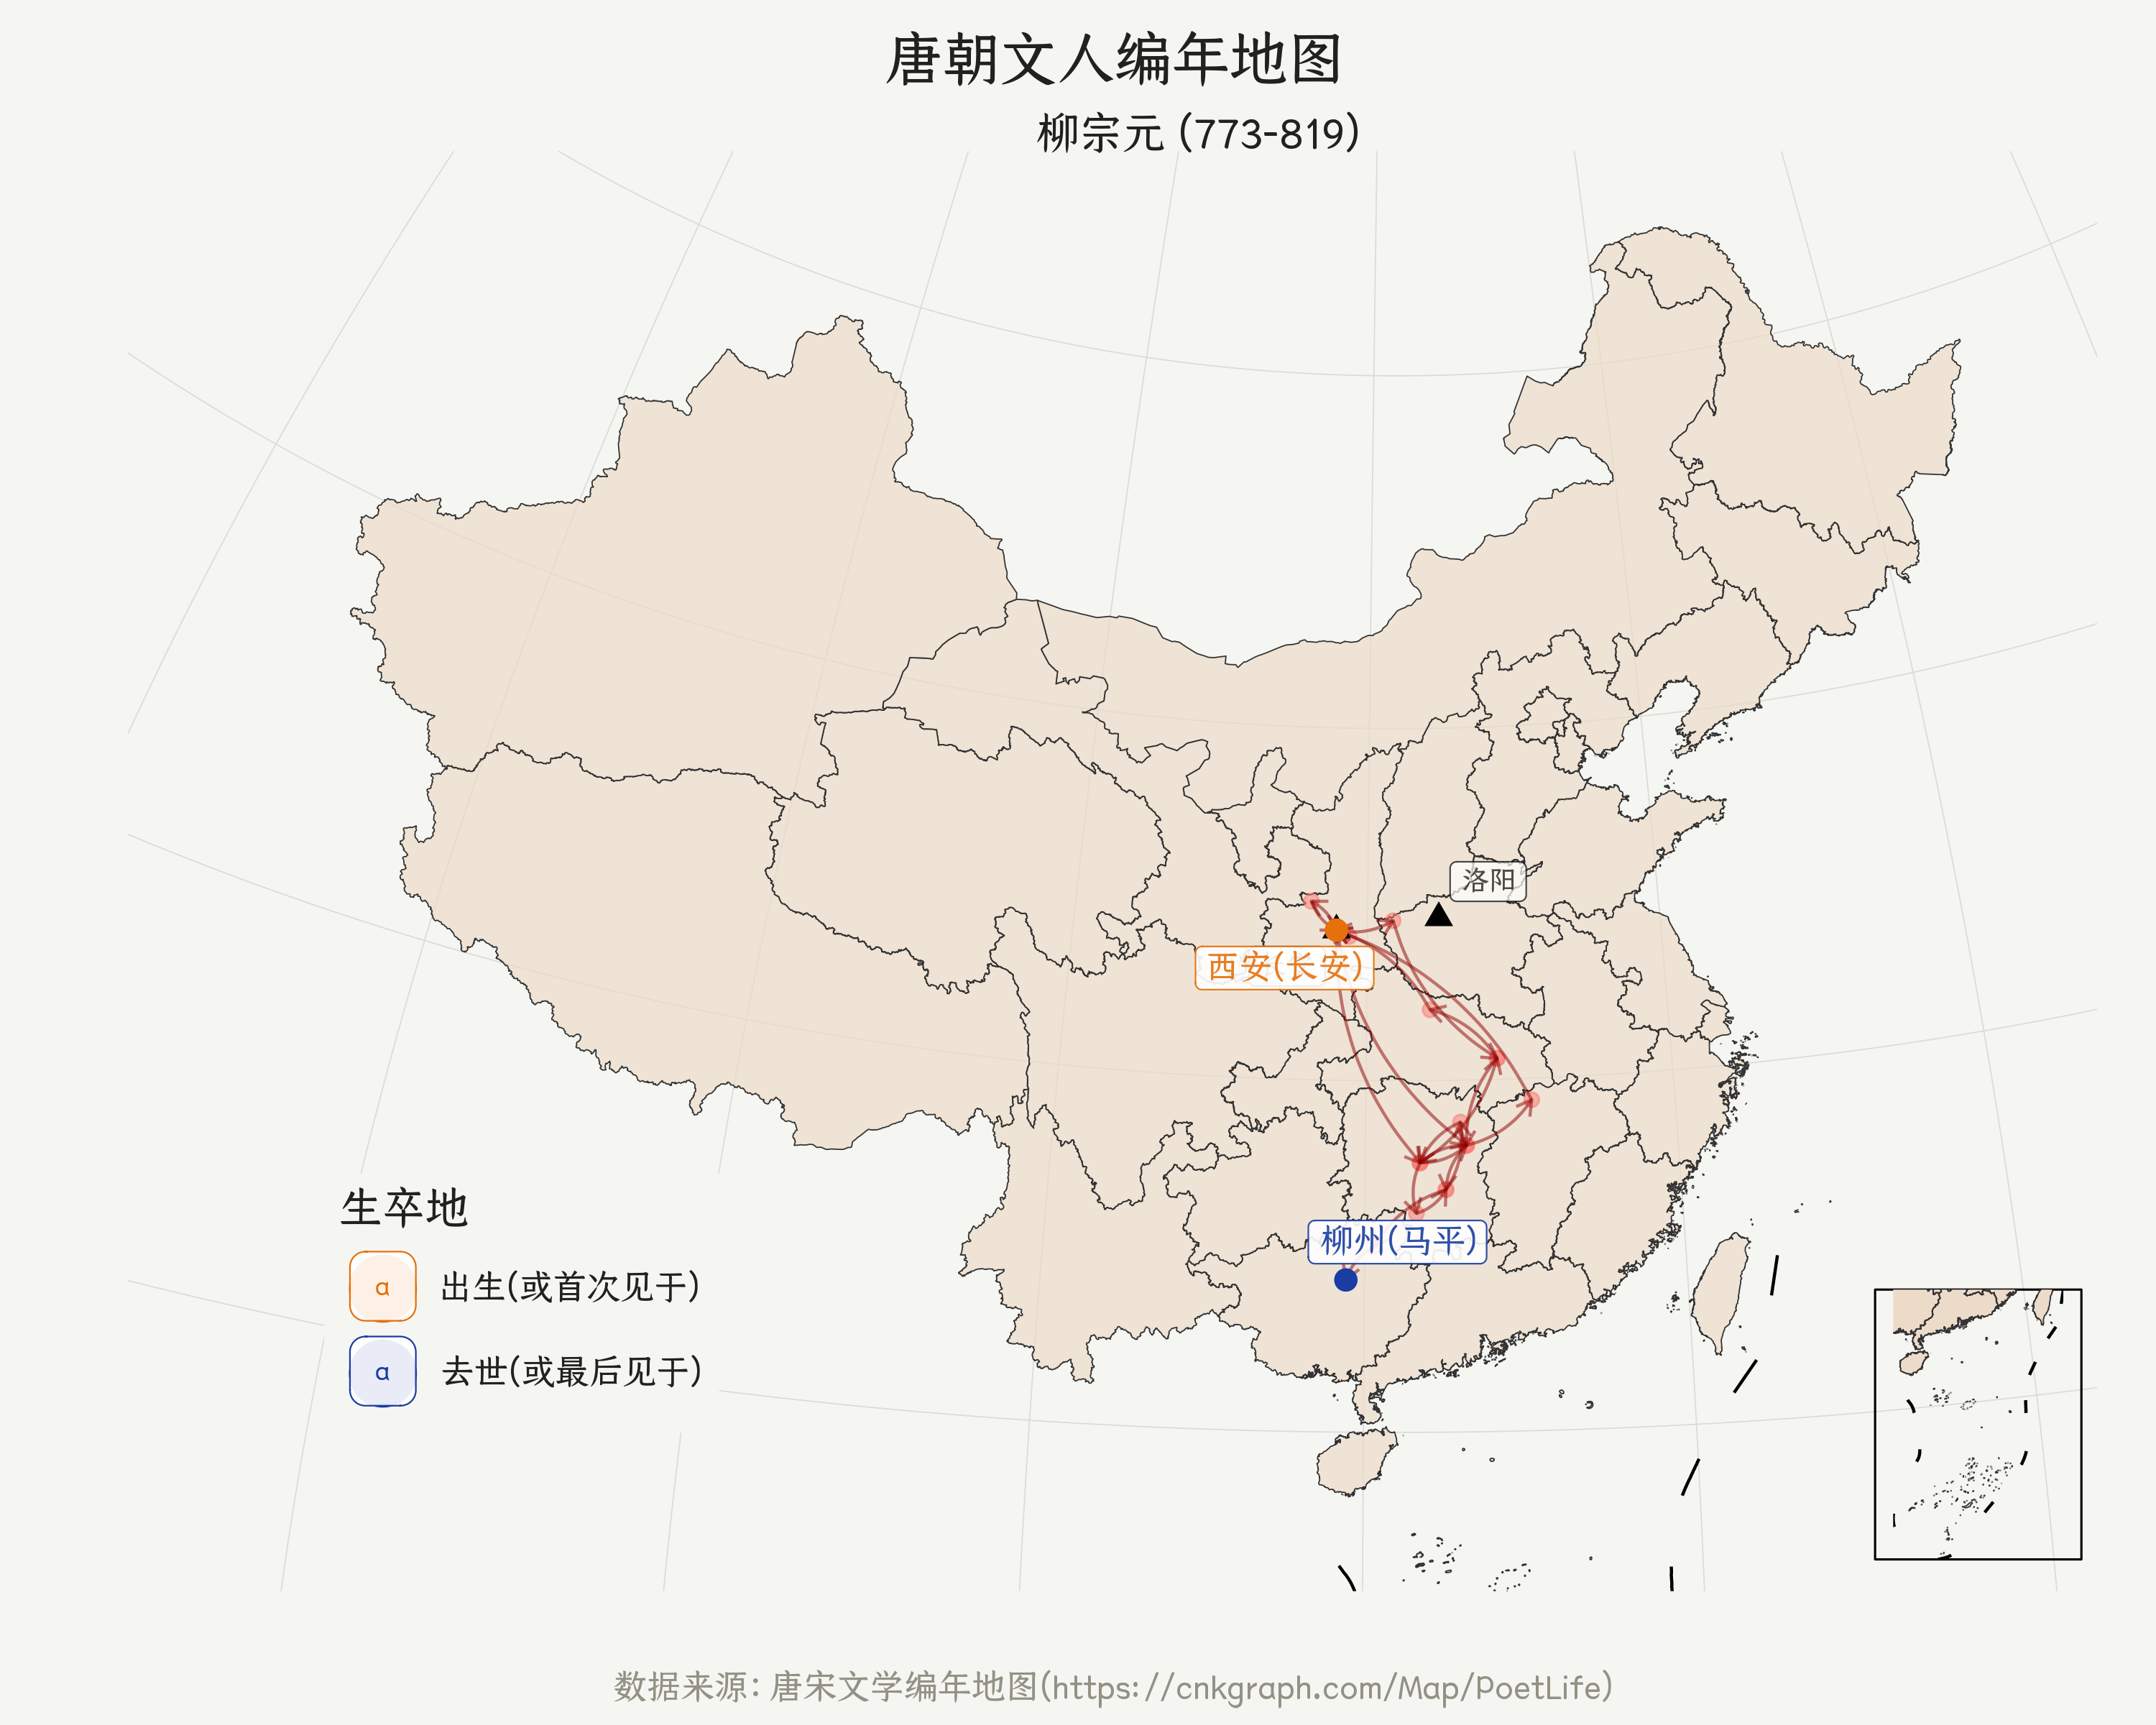 唐朝文人编年地图
柳宗元 (773-819)
洛阳
西安(长安)
柳州(马平)
生卒地
a 出生(或首次见于)
a 去世(或最后见于)
数据来源: 唐宋文学编年地图(https://cnkgraph.com/Map/PoetLife)